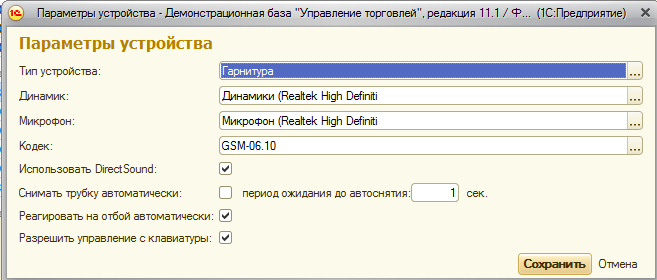 Параметры устройства - Демонстрационная база "Управление торговлей", редакция 11.1 / Ф... (1С:Предприятие)
Параметры устройства
Тип устройства: Гарнитура ...
Динамик: Динамики (Realtek High Definiti ...
Микрофон: Микрофон (Realtek High Definiti ...
Кодек: GSM-06.10 ...
Использовать DirectSound:
Снимать трубку автоматически: период ожидания до автоснятия: 1 сек.
Реагировать на отбой автоматически:
Разрешить управление с клавиатуры:
Сохранить Отмена